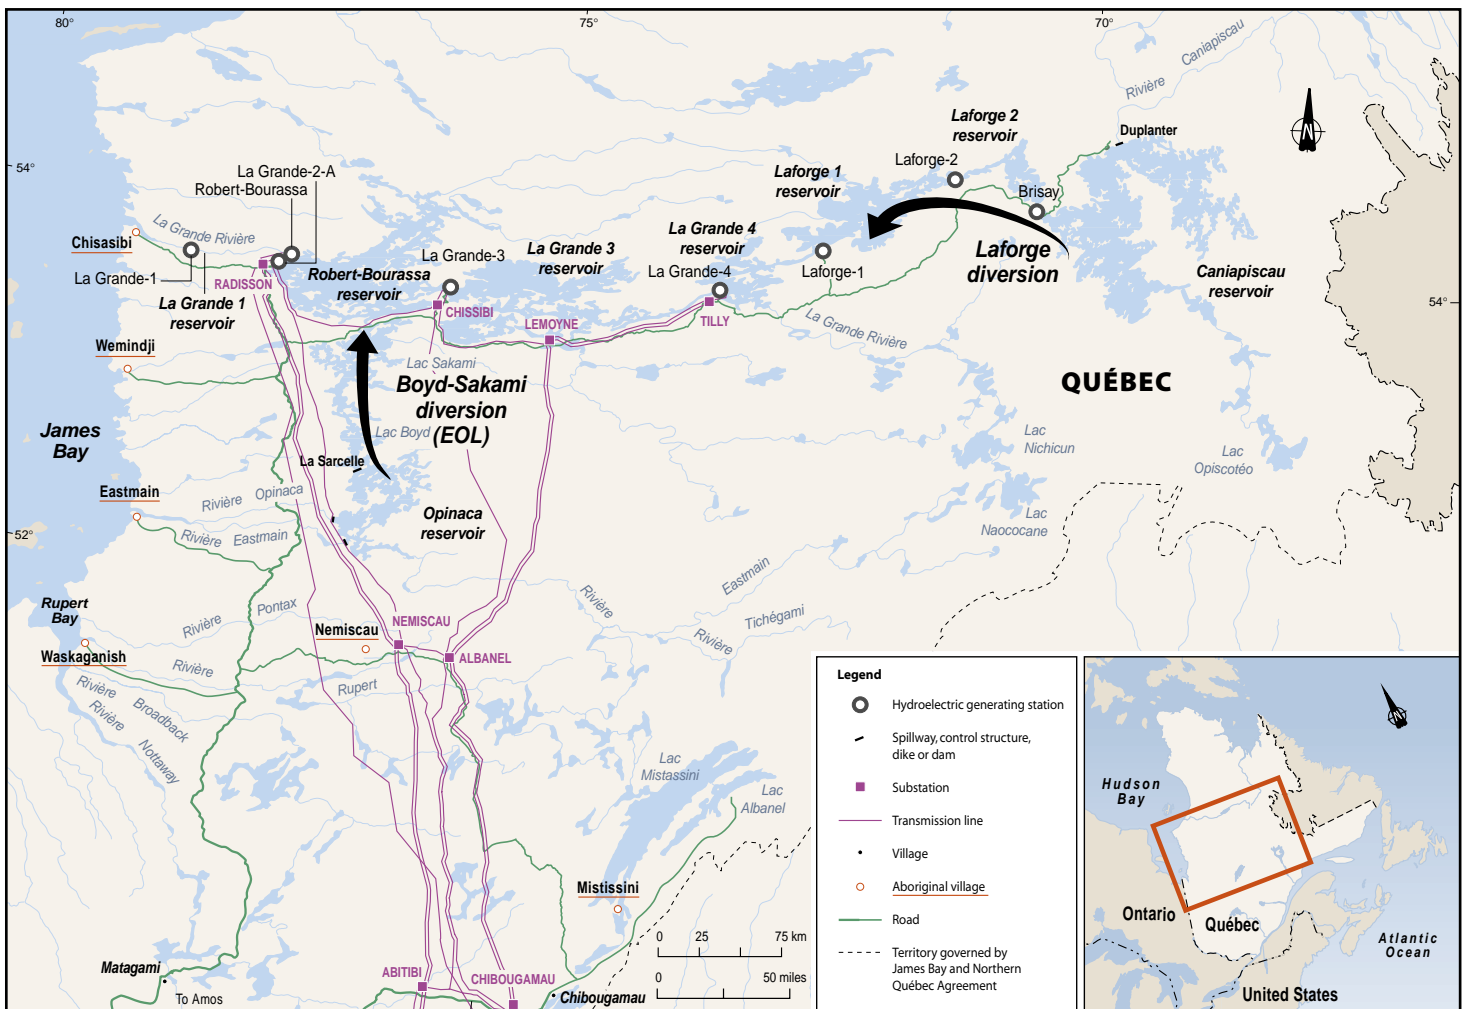 80°
75°
70°
Rivière Caniapiscau
Laforge 2
reservoir
Duplanter
N
54°
La Grande-2-A
Robert-Bourassa
Laforge 1
reservoir
Laforge-2
Brisay
La Grande Rivière
Chisasibi
La Grande-1
La Grande 1
reservoir
RADISSON
Robert-Bourassa
reservoir
La Grande-3
La Grande 3
reservoir
La Grande 4
reservoir
La Grande-4
Laforge-1
Laforge
diversion
Caniapiscau
reservoir
54°
CHISSIBI
LEMOYNE
TILLY
La Grande Rivière
Wemindji
Lac Sakami
Boyd-Sakami
diversion
(EOL)
QUÉBEC
James
Bay
Lac Boyd
La Sarcelle
Lac
Nichicun
Lac
Opiscotéo
Eastmain
Rivière Opinaca
Rivière Eastmain
Opinaca
reservoir
Lac
Naococane
52°
Rupert
Bay
Rivière Pontax
Nemiscau
NEMISCAU
Rivière Eastmain
Rivière Tichégami
Waskaganish
Rivière Rupert
ALBANEL
Rivière Broadback
Rivière Nottaway
Lac
Mistassini
Lac
Albanel
Mistissini
Matagami
To Amos
ABITIBI
CHIBOUGAMAU
Chibougamau
0 25 75 km
0 50 miles
Legend
Hydroelectric generating station
Spillway, control structure,
dike or dam
Substation
Transmission line
Village
Aboriginal village
Road
Territory governed by
James Bay and Northern
Québec Agreement
N
Hudson
Bay
Ontario
Québec
Atlantic
Ocean
United States